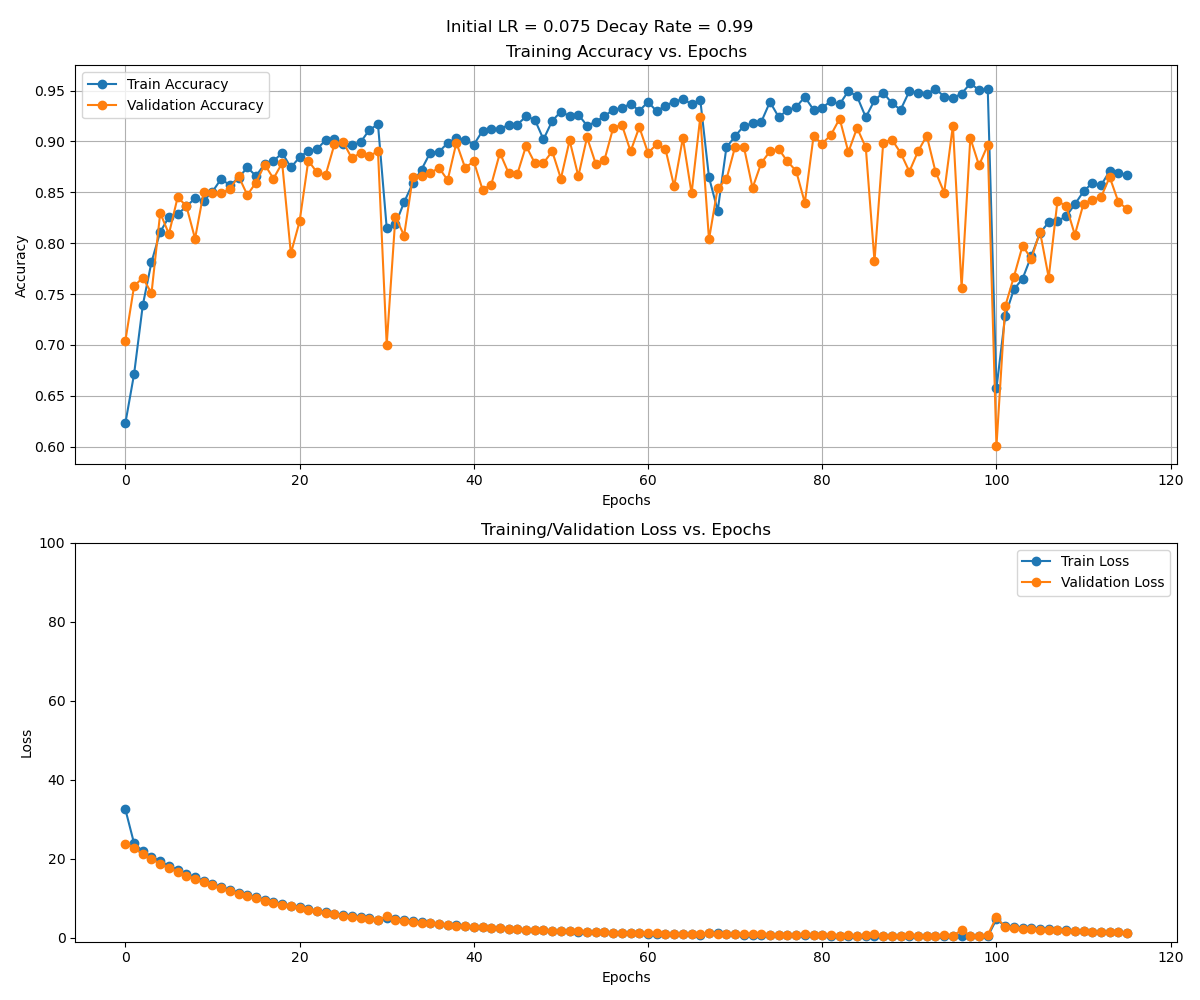 Initial LR = 0.075 Decay Rate = 0.99
Training Accuracy vs. Epochs
Train Accuracy
Validation Accuracy
Accuracy
0.95
0.90
0.85
0.80
0.75
0.70
0.65
0.60
0 20 40 60 80 100 120
Epochs
Training/Validation Loss vs. Epochs
Train Loss
Validation Loss
Loss
100
80
60
40
20
0
0 20 40 60 80 100 120
Epochs